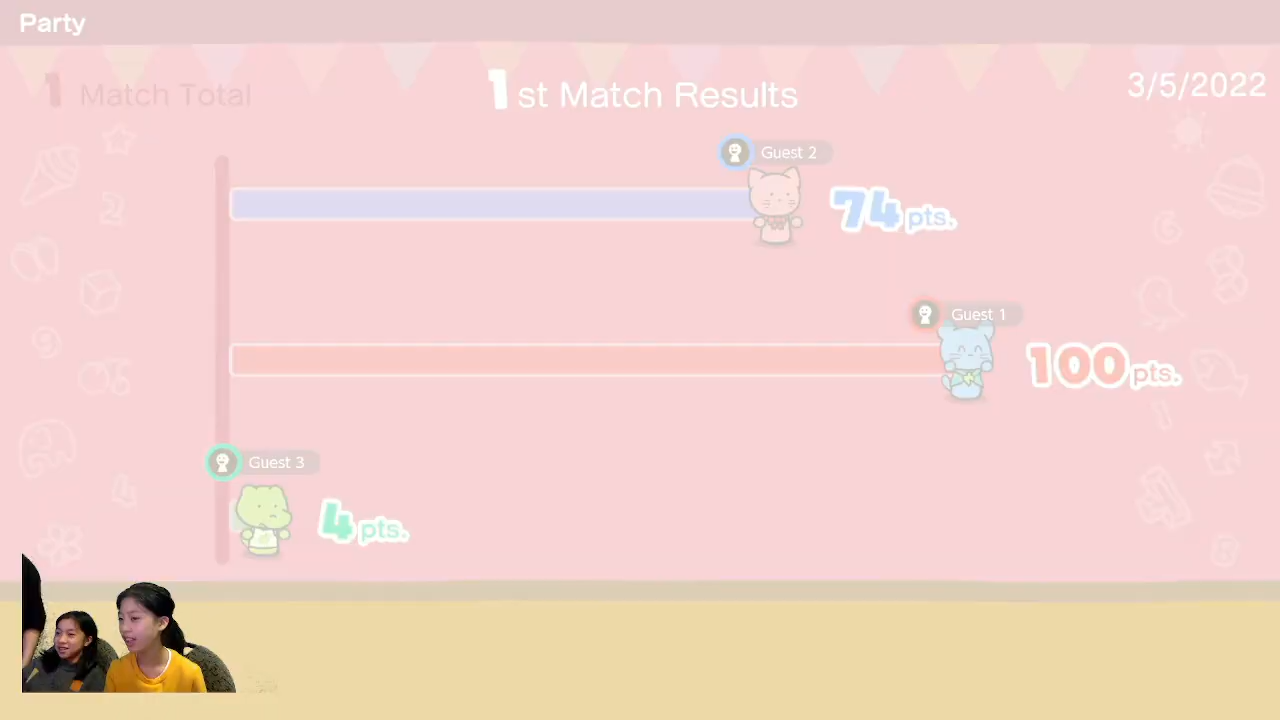 Party
1 Match Total
1st Match Results
3/5/2022
Guest 2
74 pts.
Guest 1
100 pts.
Guest 3
4 pts.